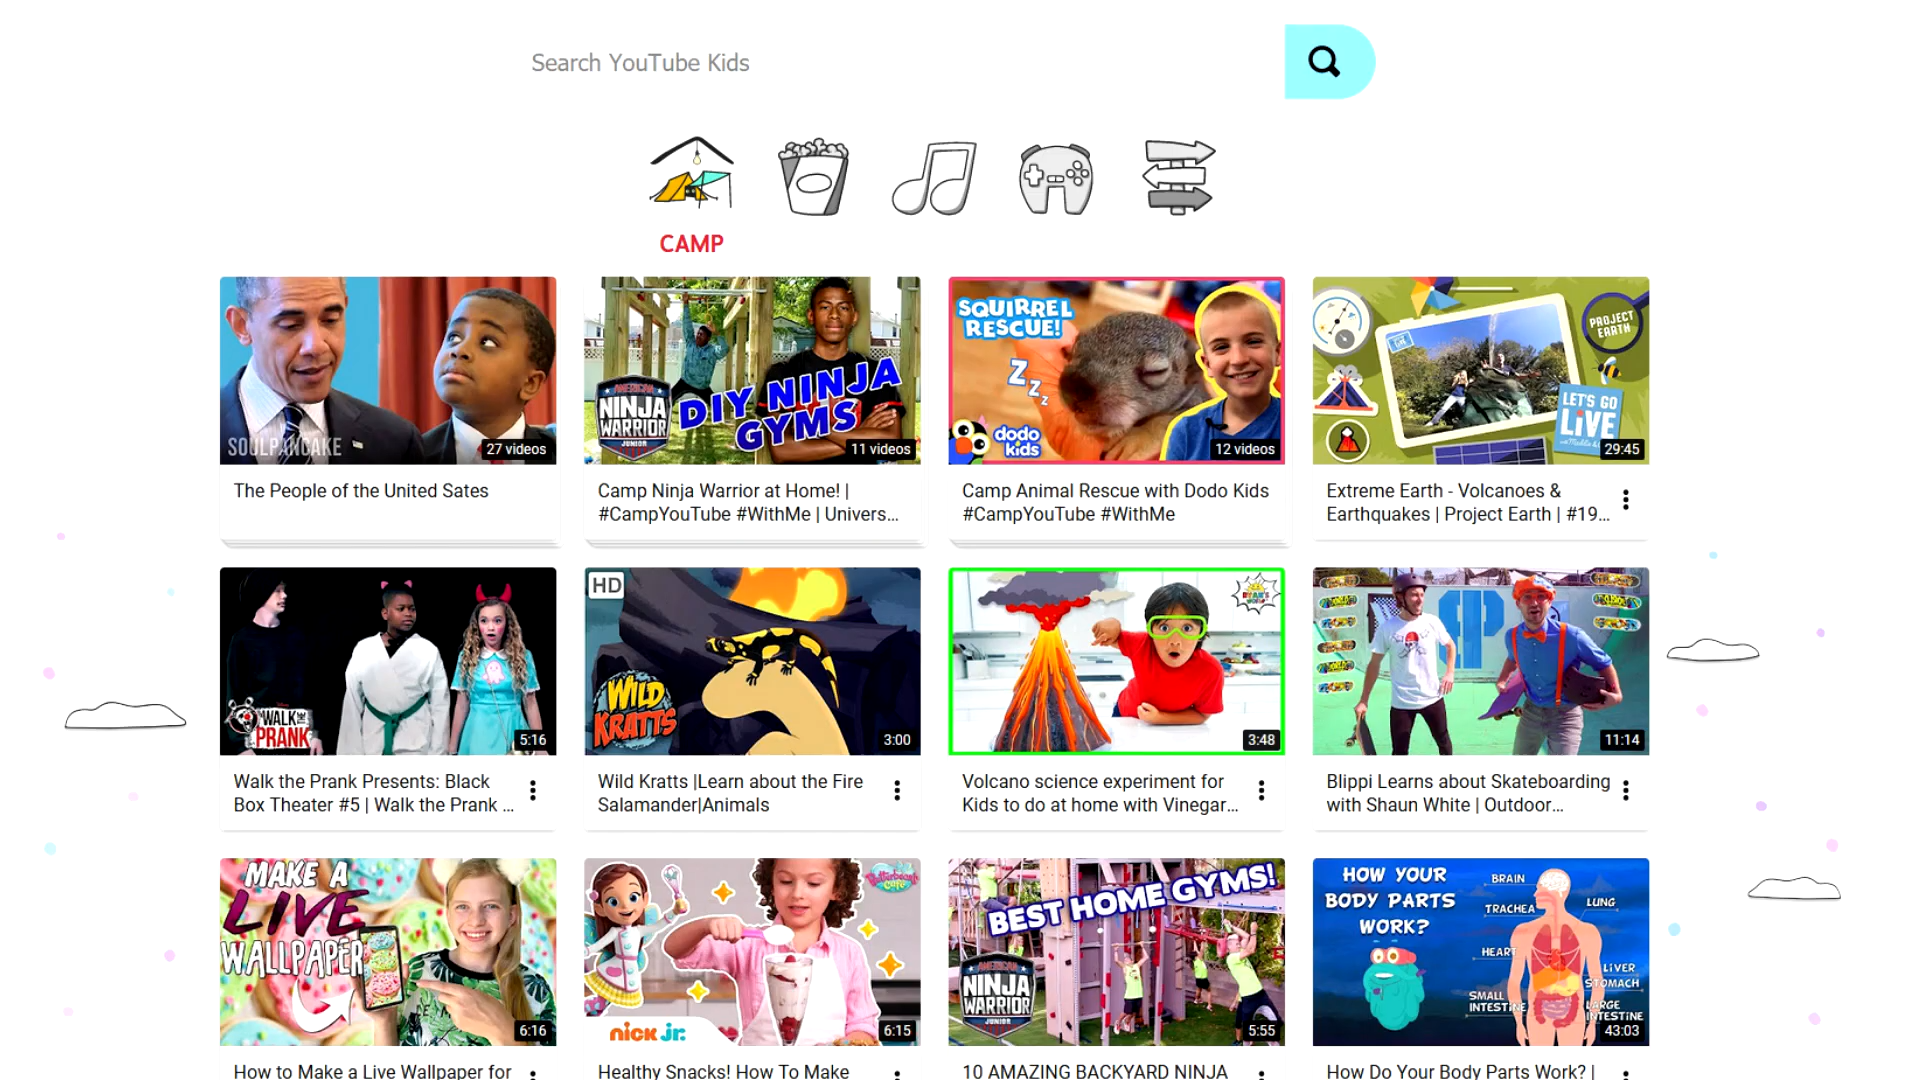 Search YouTube Kids
CAMP
SOULPANCAKE
27 videos
The People of the United Sates
AMERICAN
NINJA
WARRIOR
JUNIOR
DIY NINJA
GYMS
11 videos
Camp Ninja Warrior at Home! |
#CampYouTube #WithMe | Univers...
SQUIRREL
RESCUE!
Z Z Z
dodo
kids
12 videos
Camp Animal Rescue with Dodo Kids
#CampYouTube #WithMe
PROJECT
EARTH
LET'S GO
LIVE
29:45
Extreme Earth - Volcanoes &
Earthquakes | Project Earth | #19...
WALK THE
PRANK
5:16
Walk the Prank Presents: Black
Box Theater #5 | Walk the Prank ...
HD
WILD
KRATTS
3:00
Wild Kratts |Learn about the Fire
Salamander|Animals
RYAN'S
WORLD
3:48
Volcano science experiment for
Kids to do at home with Vinegar...
11:14
Blippi Learns about Skateboarding
with Shaun White | Outdoor...
MAKE A
LIVE
WALLPAPER
6:16
How to Make a Live Wallpaper for
Butterbean's
Café
nick jr.
6:15
Healthy Snacks! How To Make
BEST HOME GYMS!
AMERICAN
NINJA
WARRIOR
JUNIOR
5:55
10 AMAZING BACKYARD NINJA
HOW YOUR
BODY PARTS
WORK?
BRAIN
TRACHEA
LUNG
HEART
LIVER
STOMACH
SMALL
INTESTINE
LARGE
INTESTINE
43:03
How Do Your Body Parts Work? |